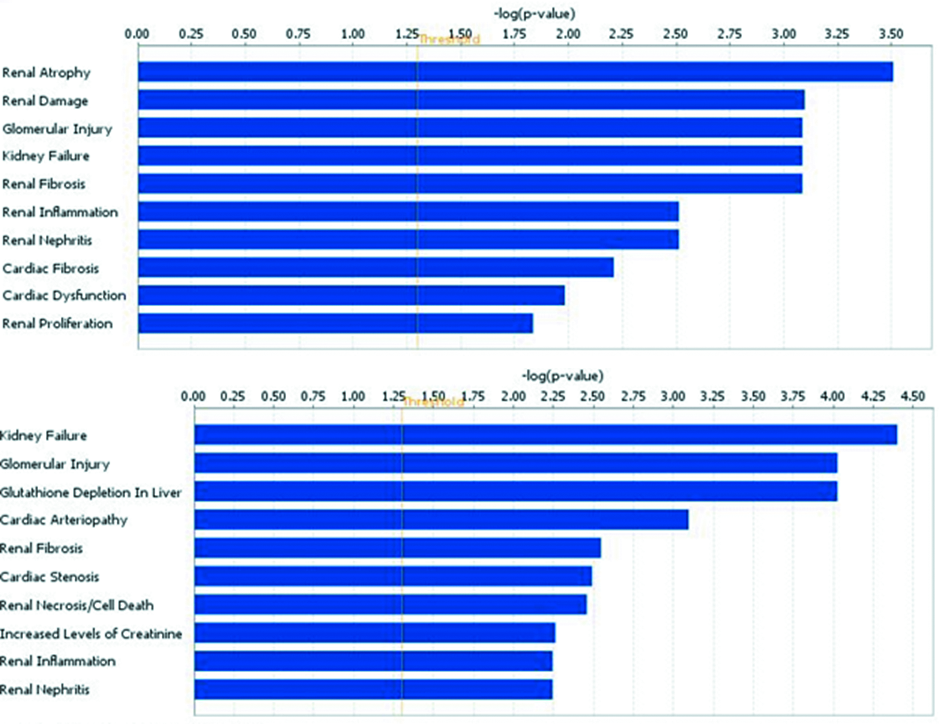 -log(p-value)
0.00 0.25 0.50 0.75 1.00 1.25 1.50 1.75 2.00 2.25 2.50 2.75 3.00 3.25 3.50
Threshold
Renal Atrophy
Renal Damage
Glomerular Injury
Kidney Failure
Renal Fibrosis
Renal Inflammation
Renal Nephritis
Cardiac Fibrosis
Cardiac Dysfunction
Renal Proliferation
-log(p-value)
0.00 0.25 0.50 0.75 1.00 1.25 1.50 1.75 2.00 2.25 2.50 2.75 3.00 3.25 3.50 3.75 4.00 4.25 4.50
Threshold
Kidney Failure
Glomerular Injury
Glutathione Depletion In Liver
Cardiac Arteriopathy
Renal Fibrosis
Cardiac Stenosis
Renal Necrosis/Cell Death
Increased Levels of Creatinine
Renal Inflammation
Renal Nephritis